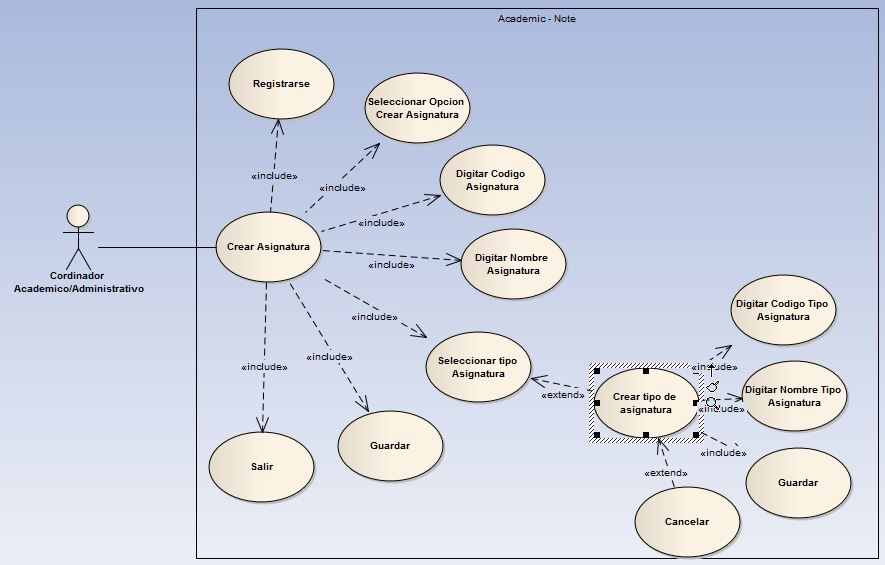 Academic - Note
Registrarse
Seleccionar Opcion
Crear Asignatura
«include»
«include»
Digitar Codigo
Asignatura
«include»
Crear Asignatura
Digitar Nombre
Asignatura
«include»
Cordinador
Academico/Administrativo
«include»
«include»
«include»
Seleccionar tipo
Asignatura
Digitar Codigo Tipo
Asignatura
«include»
«extend»
Crear tipo de
asignatura
Digitar Nombre Tipo
Asignatura
«include»
Salir
Guardar
«include»
«extend»
Guardar
Cancelar